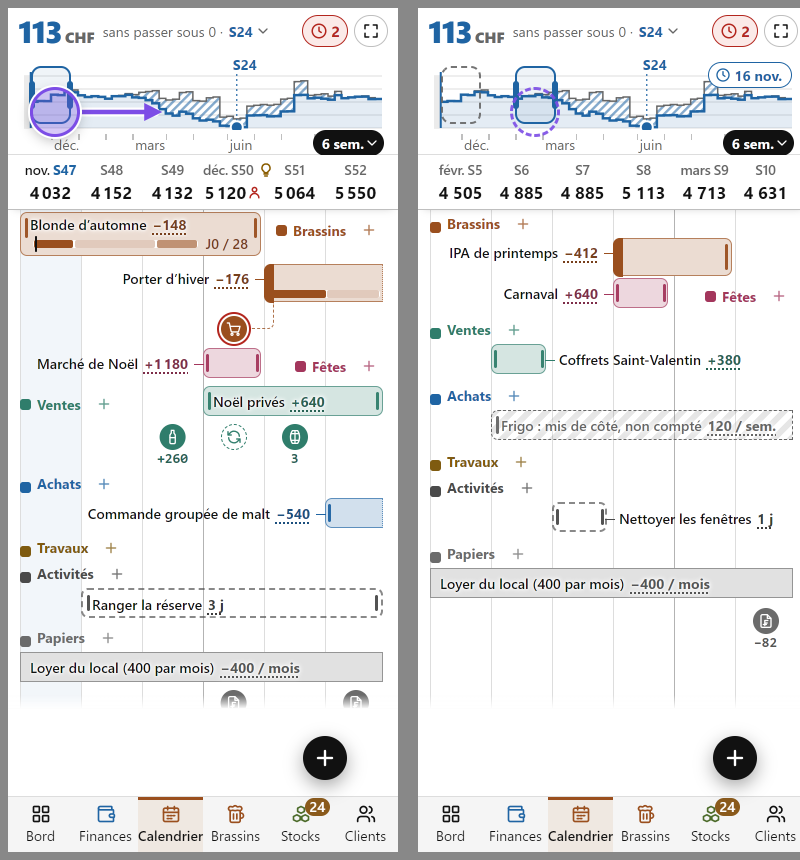 113 CHF sans passer sous 0 · S24
2
S24
déc. mars juin
6 sem.
nov. S47 S48 S49 déc. S50 S51 S52
4 032 4 152 4 132 5 120 5 064 5 550
Blonde d'automne −148
J0 / 28
Brassins +
Porter d'hiver −176
Marché de Noël +1 180
Fêtes +
Ventes +
Noël privés +640
+260 3
Achats +
Commande groupée de malt −540
Travaux +
Activités +
Ranger la réserve 3 j
Papiers +
Loyer du local (400 par mois) −400 / mois
+
Bord Finances Calendrier Brassins 24 Stocks Clients
113 CHF sans passer sous 0 · S24
2
S24
16 nov.
déc. mars juin
6 sem.
févr. S5 S6 S7 S8 mars S9 S10
4 505 4 885 4 885 5 113 4 713 4 631
Brassins +
IPA de printemps −412
Carnaval +640
Fêtes +
Ventes +
Coffrets Saint-Valentin +380
Achats +
Frigo : mis de côté, non compté 120 / sem.
Travaux +
Activités +
Nettoyer les fenêtres 1 j
Papiers +
Loyer du local (400 par mois) −400 / mois
−82
+
Bord Finances Calendrier Brassins 24 Stocks Clients